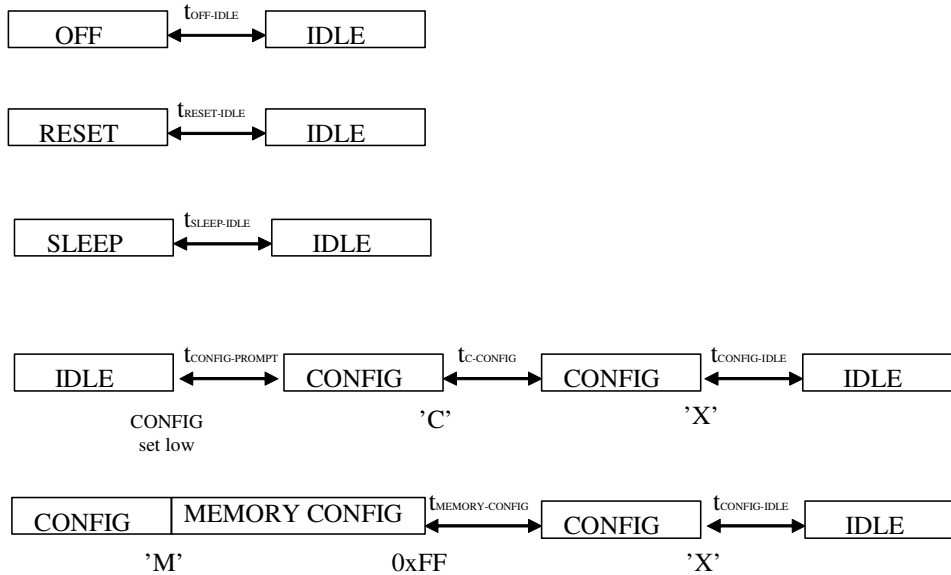 tOFF-IDLE
OFF IDLE
tRESET-IDLE
RESET IDLE
tSLEEP-IDLE
SLEEP IDLE
tCONFIG-PROMPT tC-CONFIG tCONFIG-IDLE
IDLE CONFIG CONFIG IDLE
CONFIG
set low
’C’ ’X’
tMEMORY-CONFIG tCONFIG-IDLE
CONFIG MEMORY CONFIG CONFIG IDLE
’M’ 0xFF ’X’